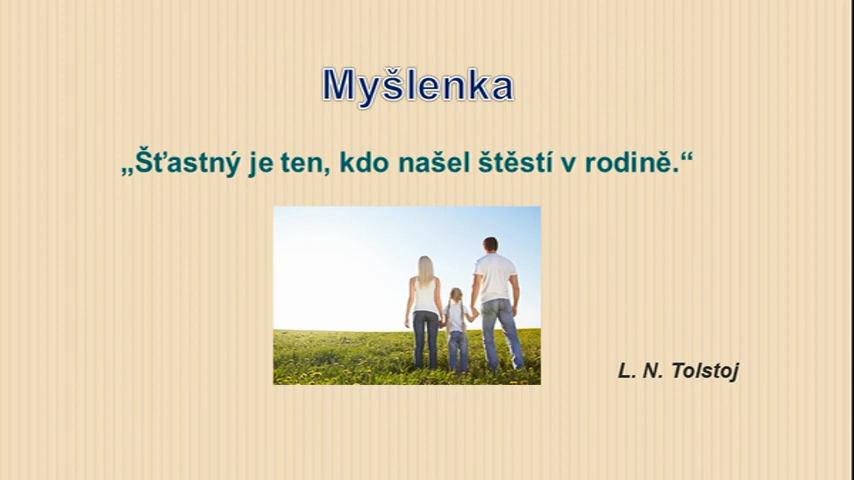 Myšlenka
„Šťastný je ten, kdo našel štěstí v rodině.“
L. N. Tolstoj